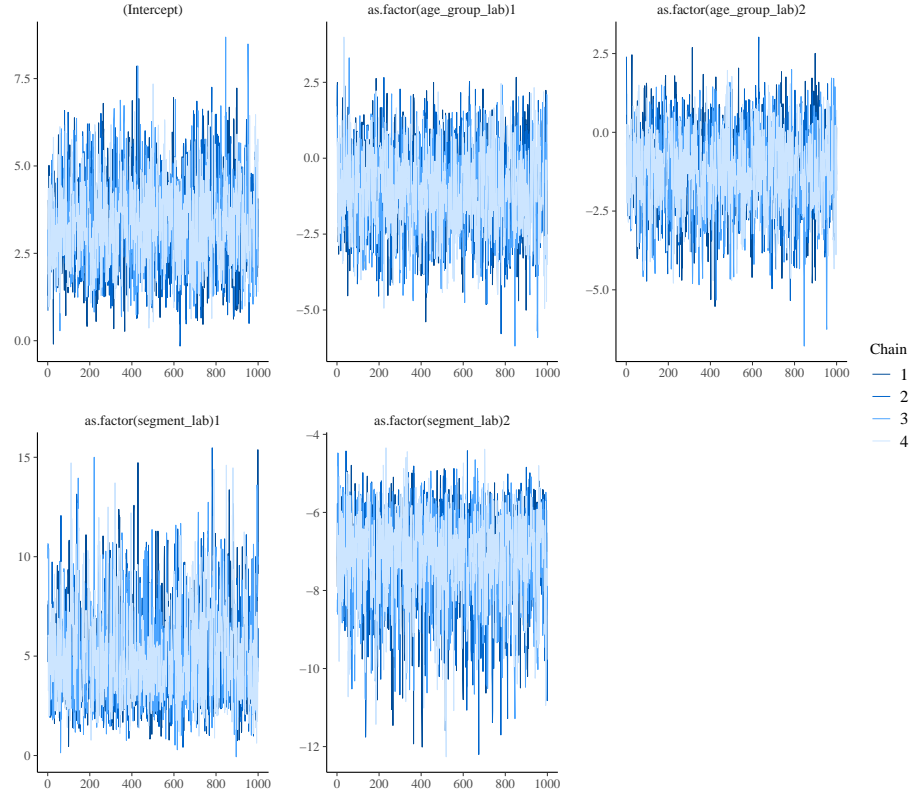 (Intercept)
as.factor(age_group_lab)1
as.factor(age_group_lab)2
7.5
5.0
2.5
0.0
0 200 400 600 800 1000
2.5
0.0
−2.5
−5.0
0 200 400 600 800 1000
2.5
0.0
−2.5
−5.0
0 200 400 600 800 1000
Chain
1
2
3
4
as.factor(segment_lab)1
as.factor(segment_lab)2
15
10
5
0
0 200 400 600 800 1000
−4
−6
−8
−10
−12
0 200 400 600 800 1000